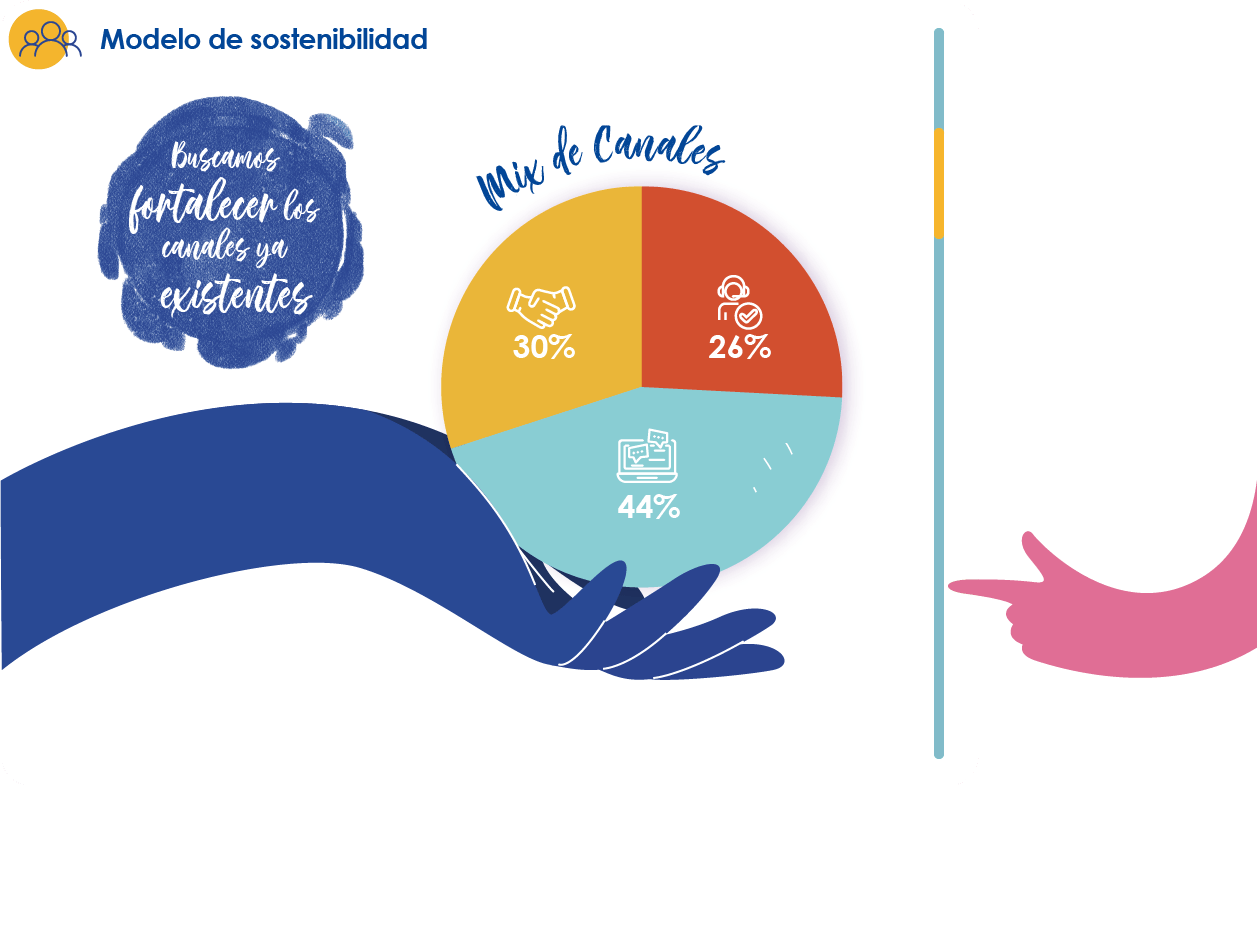 Modelo de sostenibilidad
Buscamos
fortalecer los
canales ya
existentes
Mix de Canales
30%
26%
44%